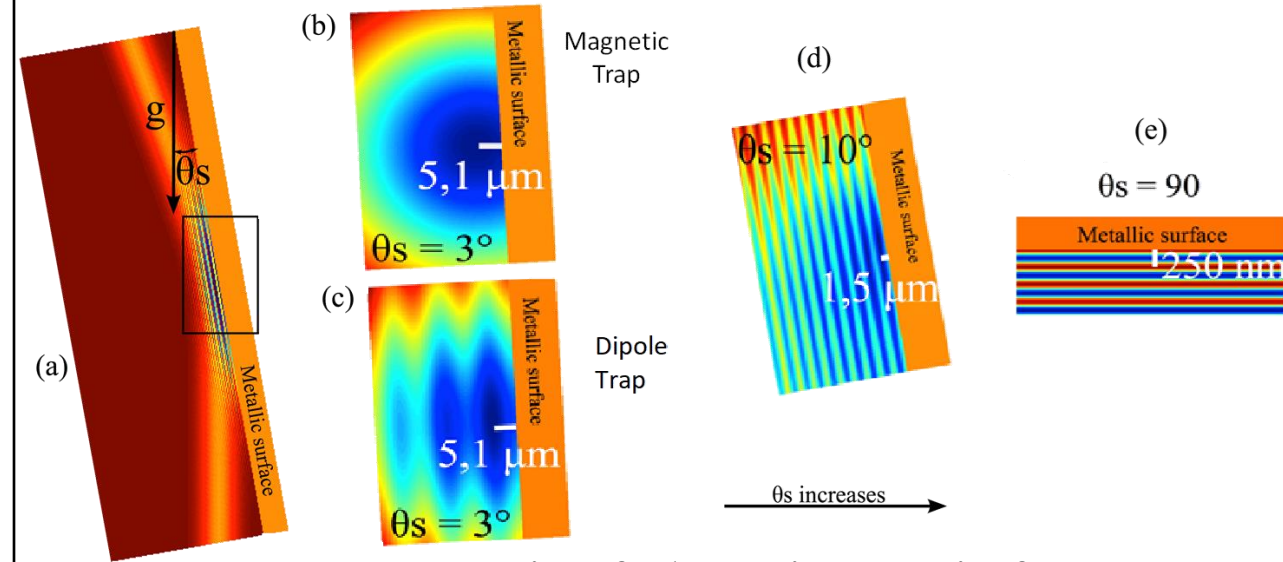 (a)
g
θs
Metallic surface
(b)
Metallic surface
5,1 μm
θs = 3°
Magnetic
Trap
(c)
Metallic surface
5,1 μm
θs = 3°
Dipole
Trap
(d)
θs = 10°
Metallic surface
1,5 μm
(e)
θs = 90
Metallic surface
250 nm
θs increases